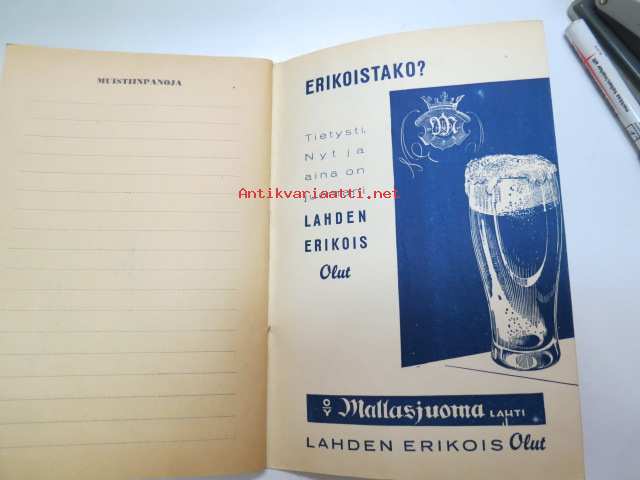 MUISTIINPANOJA
ERIKOISTAKO?
M
Tietysti,
Nyt ja
aina on
Antikvariaatti.net
LAHDEN
ERIKOIS
Olut
OY Mallasjuoma LAHTI
LAHDEN ERIKOIS Olut